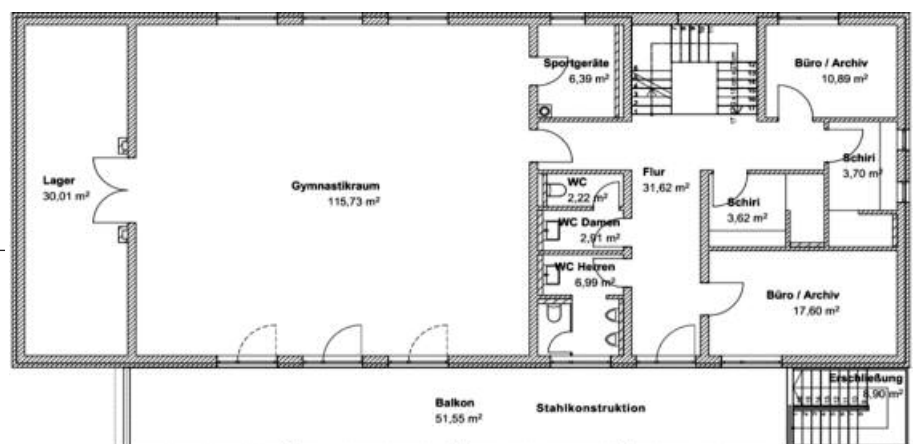 Sportgeräte
6,39 m²
Büro / Archiv
10,89 m²
Lager
30,01 m²
Gymnastikraum
115,73 m²
WC
2,22 m²
Flur
31,62 m²
Schiri
3,70 m²
WC Damen
2,91 m²
Schiri
3,62 m²
WC Herren
6,99 m²
Büro / Archiv
17,60 m²
Erschließung
8,90 m²
Balkon
51,55 m²
Stahlkonstruktion